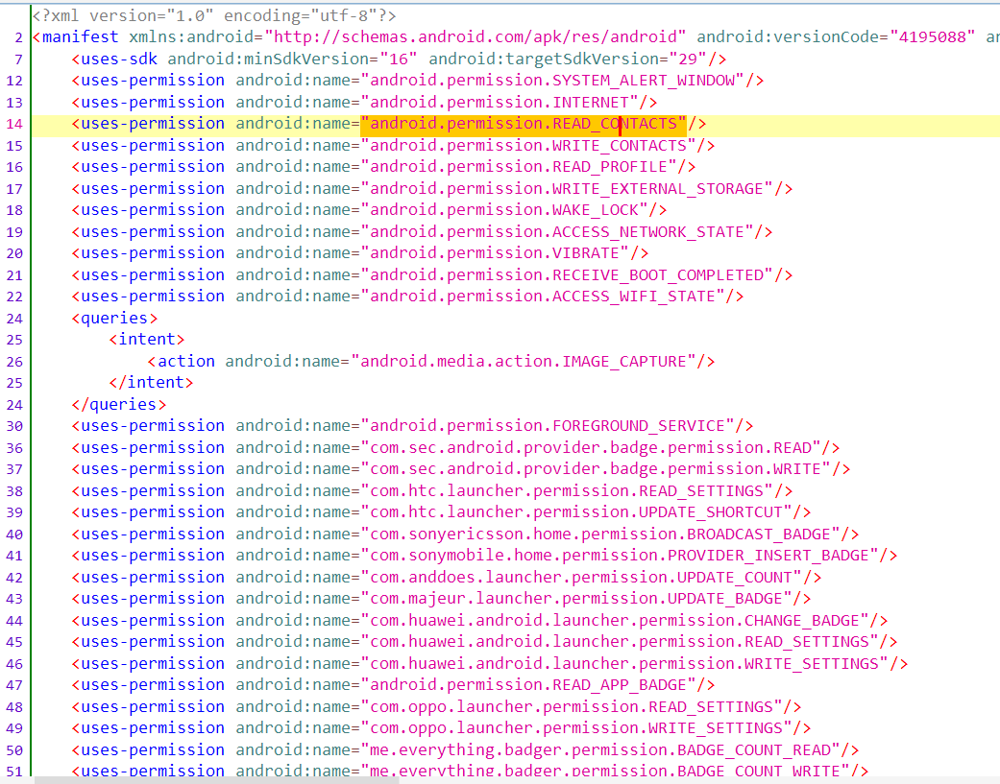 <?xml version="1.0" encoding="utf-8"?>
2 <manifest xmlns:android="http://schemas.android.com/apk/res/android" android:versionCode="4195088" an
7 <uses-sdk android:minSdkVersion="16" android:targetSdkVersion="29"/>
12 <uses-permission android:name="android.permission.SYSTEM_ALERT_WINDOW"/>
13 <uses-permission android:name="android.permission.INTERNET"/>
14 <uses-permission android:name="android.permission.READ_CONTACTS"/>
15 <uses-permission android:name="android.permission.WRITE_CONTACTS"/>
16 <uses-permission android:name="android.permission.READ_PROFILE"/>
17 <uses-permission android:name="android.permission.WRITE_EXTERNAL_STORAGE"/>
18 <uses-permission android:name="android.permission.WAKE_LOCK"/>
19 <uses-permission android:name="android.permission.ACCESS_NETWORK_STATE"/>
20 <uses-permission android:name="android.permission.VIBRATE"/>
21 <uses-permission android:name="android.permission.RECEIVE_BOOT_COMPLETED"/>
22 <uses-permission android:name="android.permission.ACCESS_WIFI_STATE"/>
24 <queries>
25 <intent>
26 <action android:name="android.media.action.IMAGE_CAPTURE"/>
25 </intent>
24 </queries>
30 <uses-permission android:name="android.permission.FOREGROUND_SERVICE"/>
36 <uses-permission android:name="com.sec.android.provider.badge.permission.READ"/>
37 <uses-permission android:name="com.sec.android.provider.badge.permission.WRITE"/>
38 <uses-permission android:name="com.htc.launcher.permission.READ_SETTINGS"/>
39 <uses-permission android:name="com.htc.launcher.permission.UPDATE_SHORTCUT"/>
40 <uses-permission android:name="com.sonyericsson.home.permission.BROADCAST_BADGE"/>
41 <uses-permission android:name="com.sonymobile.home.permission.PROVIDER_INSERT_BADGE"/>
42 <uses-permission android:name="com.anddoes.launcher.permission.UPDATE_COUNT"/>
43 <uses-permission android:name="com.majeur.launcher.permission.UPDATE_BADGE"/>
44 <uses-permission android:name="com.huawei.android.launcher.permission.CHANGE_BADGE"/>
45 <uses-permission android:name="com.huawei.android.launcher.permission.READ_SETTINGS"/>
46 <uses-permission android:name="com.huawei.android.launcher.permission.WRITE_SETTINGS"/>
47 <uses-permission android:name="android.permission.READ_APP_BADGE"/>
48 <uses-permission android:name="com.oppo.launcher.permission.READ_SETTINGS"/>
49 <uses-permission android:name="com.oppo.launcher.permission.WRITE_SETTINGS"/>
50 <uses-permission android:name="me.everything.badger.permission.BADGE_COUNT_READ"/>
51 <uses-permission android:name="me.everything.badger.permission.BADGE_COUNT_WRITE"/>